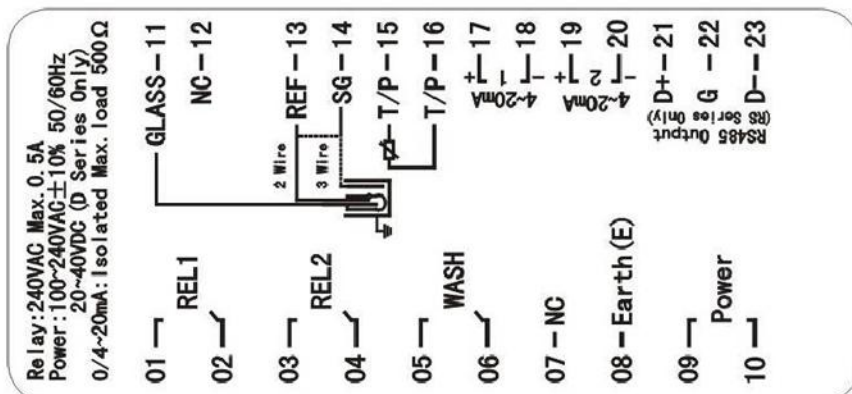 Relay:240VAC Max.0.5A
Power:100~240VAC±10% 50/60Hz
20~40VDC (D Series Only)
0/4~20mA:Isolated Max.load 500Ω
01
REL1
02
03
REL2
04
05
WASH
06
07-NC
08-Earth(E)
09
Power
10
GLASS-11
NC-12
REF-13
SG-14
T/P-15
T/P-16
2 Wire
3 Wire
+ 17
4~20mA 1
- 18
+ 19
4~20mA 2
- 20
D+-21
G -22
D--23
RS485 Output
(RS Series Only)